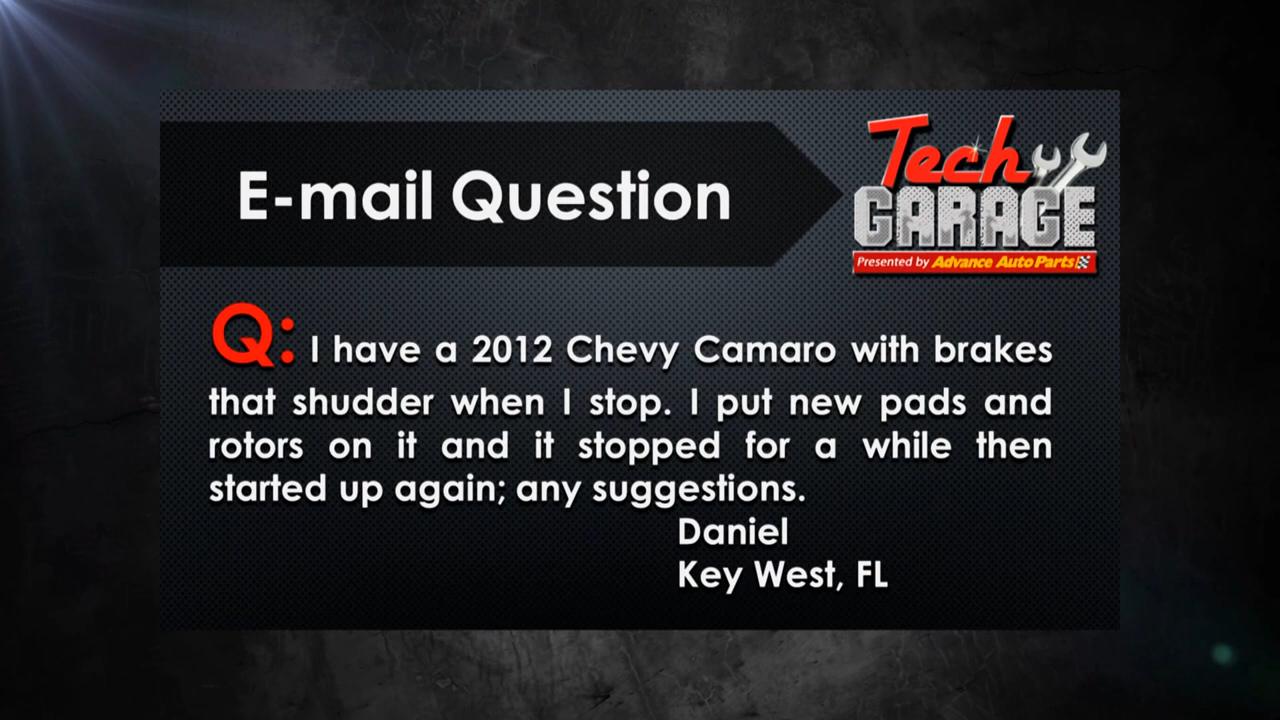 E-mail Question
Tech
GARAGE
Presented by Advance Auto Parts
Q: I have a 2012 Chevy Camaro with brakes
that shudder when I stop. I put new pads and
rotors on it and it stopped for a while then
started up again; any suggestions.
Daniel
Key West, FL